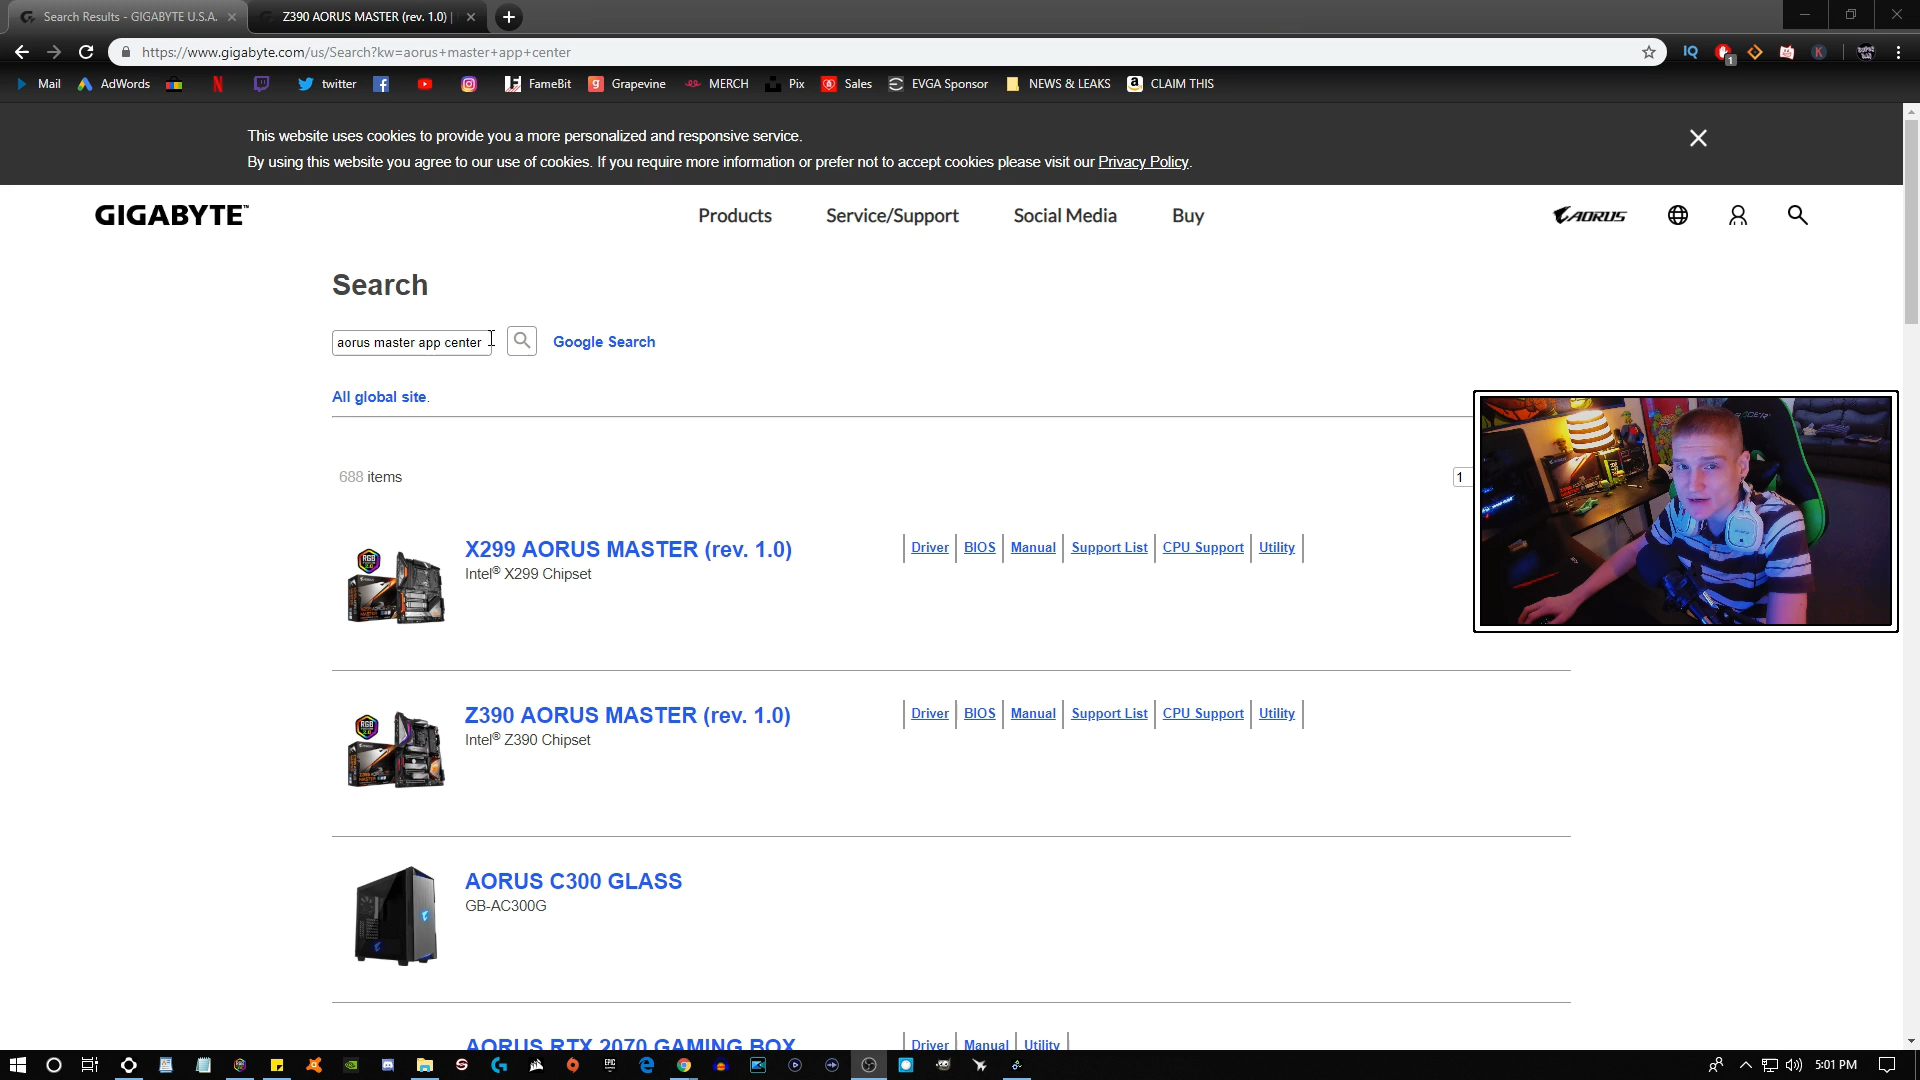 Search Results - GIGABYTE U.S.A.
Z390 AORUS MASTER (rev. 1.0) |
https://www.gigabyte.com/us/Search?kw=aorus+master+app+center
Mail
AdWords
twitter
FameBit
Grapevine
MERCH
Pix
Sales
EVGA Sponsor
NEWS & LEAKS
CLAIM THIS
This website uses cookies to provide you a more personalized and responsive service.
By using this website you agree to our use of cookies. If you require more information or prefer not to accept cookies please visit our Privacy Policy.
GIGABYTE™
Products
Service/Support
Social Media
Buy
AORUS
Search
aorus master app center
Google Search
All global site.
688 items
1
X299 AORUS MASTER (rev. 1.0)
Intel® X299 Chipset
Driver
BIOS
Manual
Support List
CPU Support
Utility
Z390 AORUS MASTER (rev. 1.0)
Intel® Z390 Chipset
Driver
BIOS
Manual
Support List
CPU Support
Utility
AORUS C300 GLASS
GB-AC300G
AORUS RTX 2070 GAMING BOX
Driver
Manual
Utility
5:01 PM